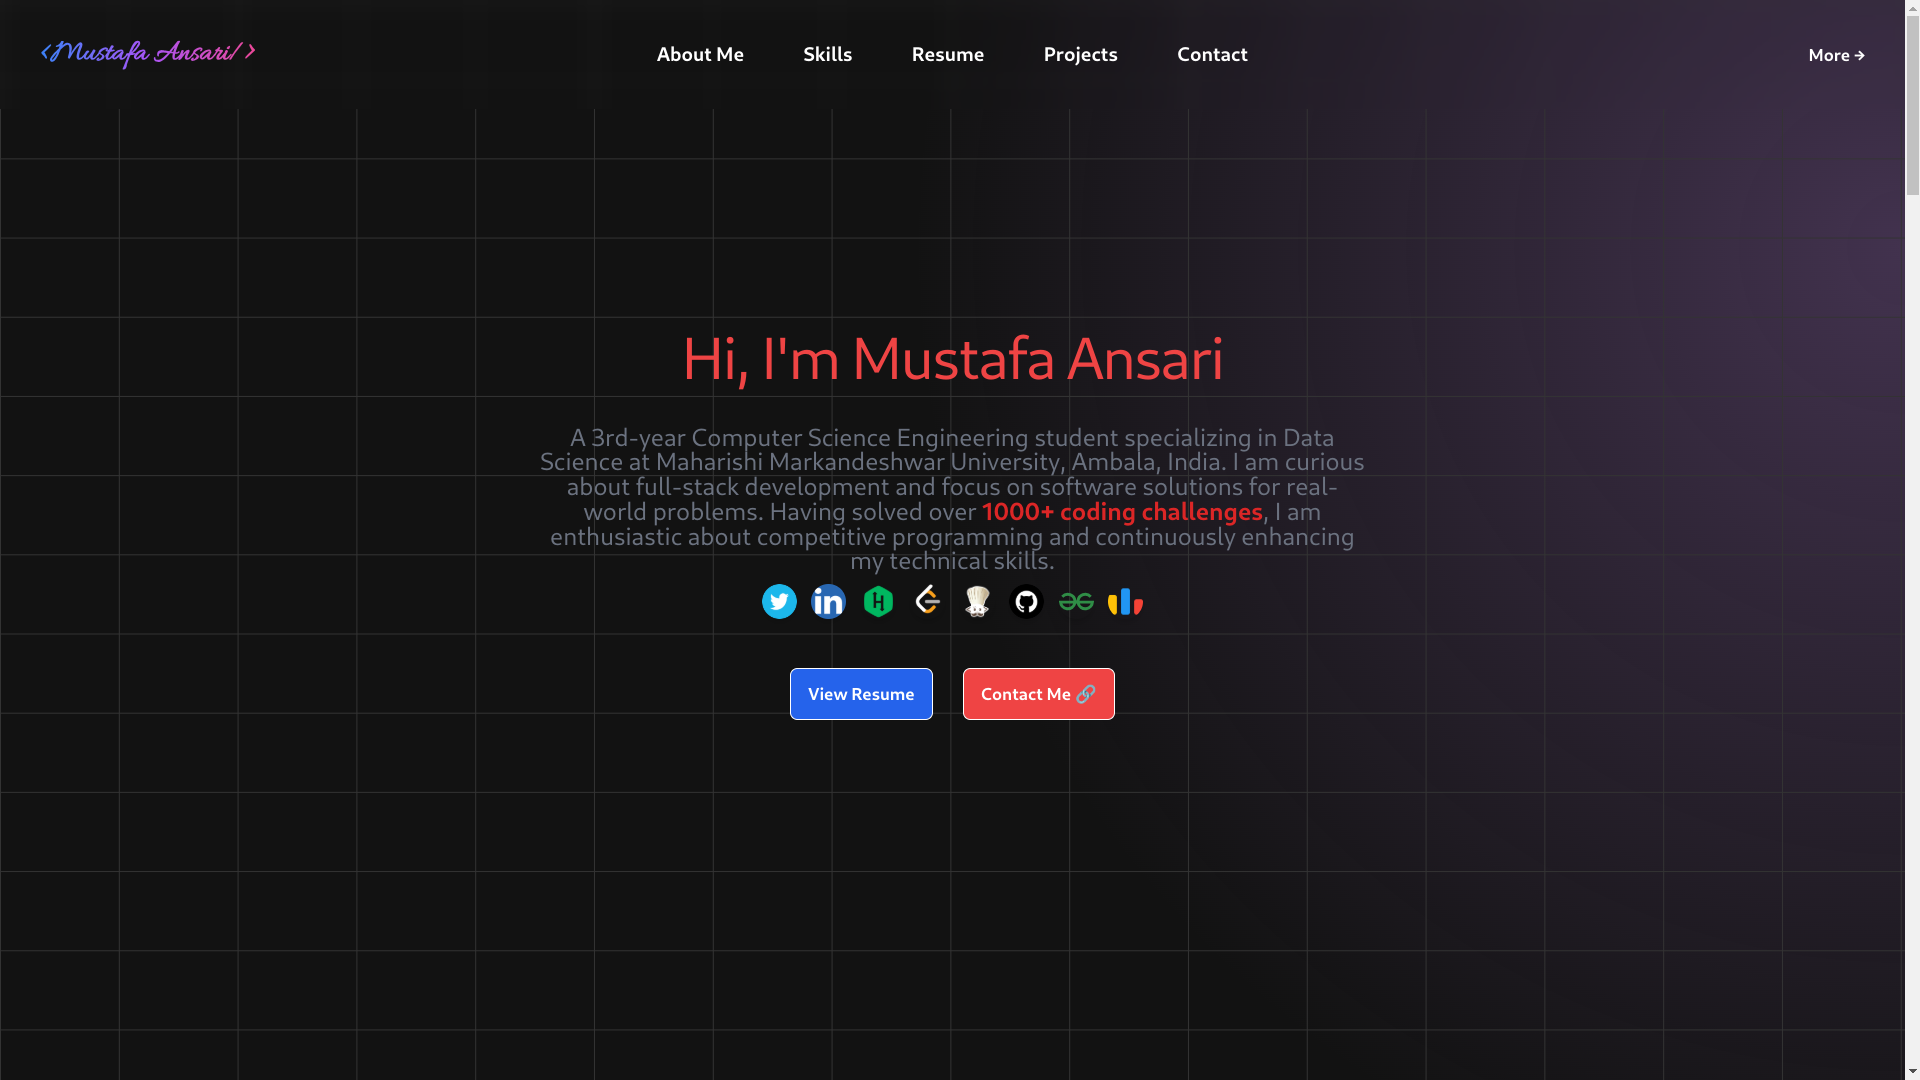 <Mustafa Ansari/>
About Me
Skills
Resume
Projects
Contact
More →
Hi, I'm Mustafa Ansari
A 3rd-year Computer Science Engineering student specializing in Data
Science at Maharishi Markandeshwar University, Ambala, India. I am curious
about full-stack development and focus on software solutions for real-
world problems. Having solved over 1000+ coding challenges, I am
enthusiastic about competitive programming and continuously enhancing
my technical skills.
View Resume
Contact Me 🔗